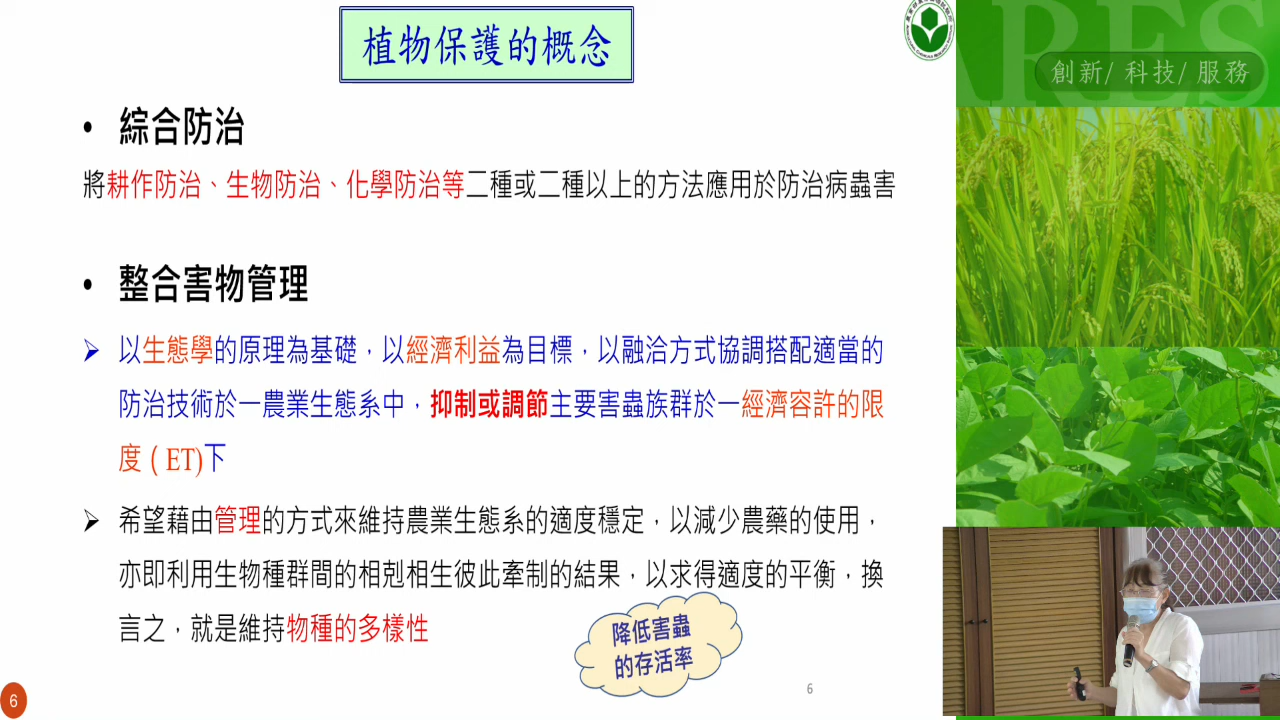 植物保護的概念
ARES
創新/ 科技/ 服務
• 綜合防治
將耕作防治、生物防治、化學防治等二種或二種以上的方法應用於防治病蟲害
• 整合害物管理
➢ 以生態學的原理為基礎，以經濟利益為目標，以融洽方式協調搭配適當的
防治技術於一農業生態系中，抑制或調節主要害蟲族群於一經濟容許的限
度 ( ET)下
➢ 希望藉由管理的方式來維持農業生態系的適度穩定，以減少農藥的使用，
亦即利用生物種群間的相剋相生彼此牽制的結果，以求得適度的平衡，換
言之，就是維持物種的多樣性
降低害蟲
的存活率
6
6